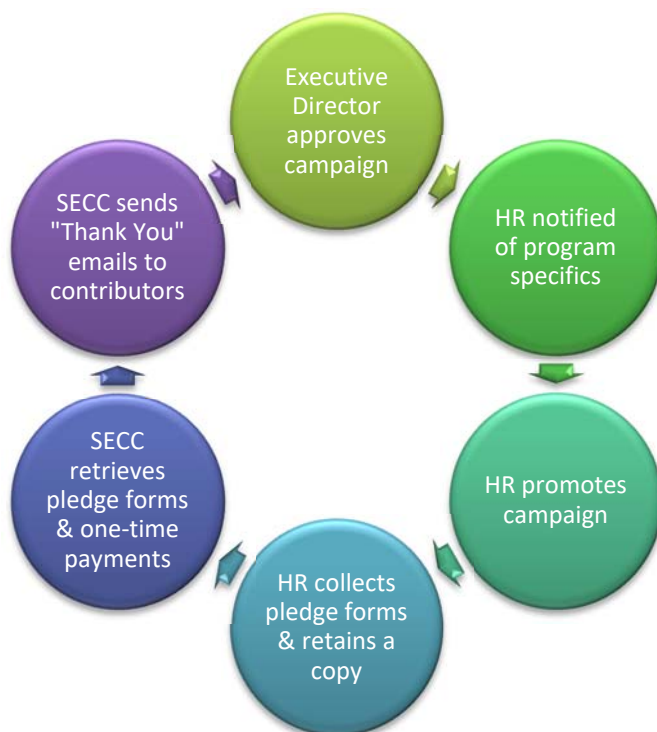 Executive
Director
approves
campaign
HR notified
of program
specifics
HR promotes
campaign
HR collects
pledge forms
& retains a
copy
SECC
retrieves
pledge forms
& one-time
payments
SECC sends
"Thank You"
emails to
contributors